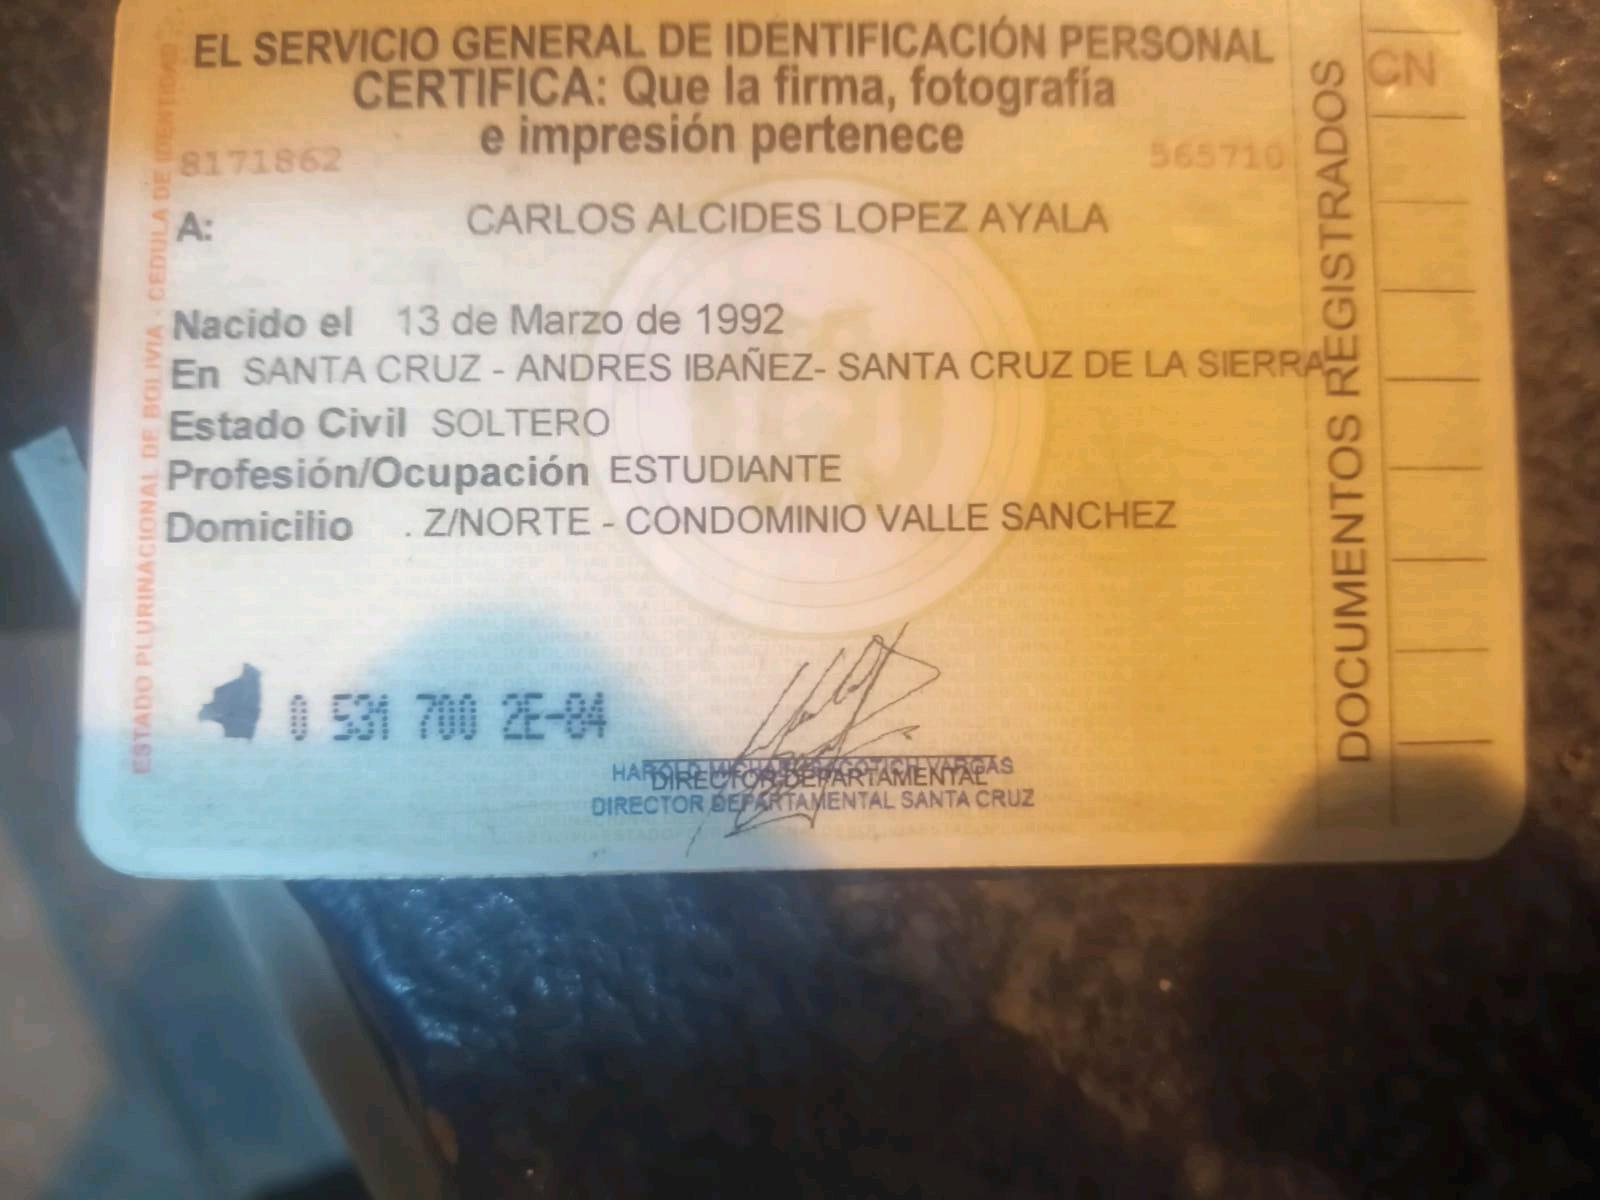 EL SERVICIO GENERAL DE IDENTIFICACIÓN PERSONAL
CERTIFICA: Que la firma, fotografía
e impresión pertenece
8171862
565710
A: CARLOS ALCIDES LOPEZ AYALA
Nacido el 13 de Marzo de 1992
En SANTA CRUZ - ANDRES IBAÑEZ- SANTA CRUZ DE LA SIERRA
Estado Civil SOLTERO
Profesión/Ocupación ESTUDIANTE
Domicilio . Z/NORTE - CONDOMINIO VALLE SANCHEZ
0 531 700 2E-04
HAROLD VARGAS
DIRECTOR DEPARTAMENTAL
DIRECTOR DEPARTAMENTAL SANTA CRUZ
ESTADO PLURINACIONAL DE BOLIVIA - CEDULA DE IDENTIDAD
DOCUMENTOS REGISTRADOS
CN